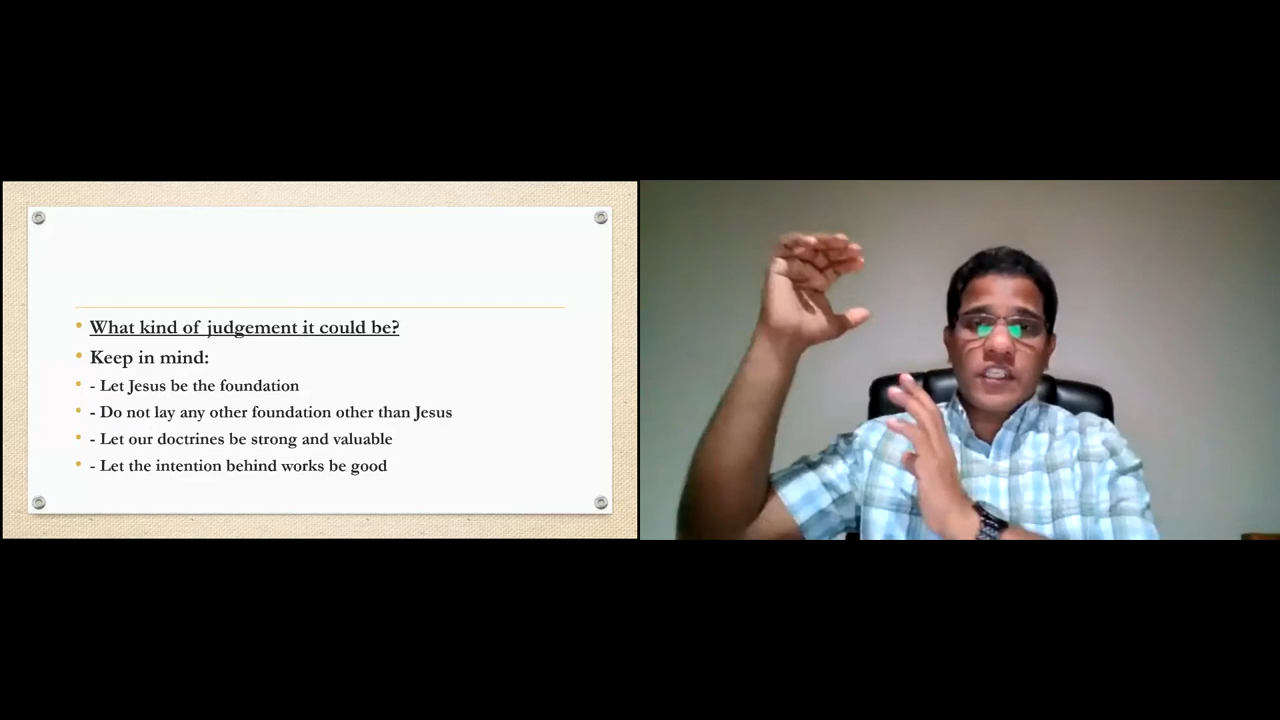 What kind of judgement it could be?
Keep in mind:
- Let Jesus be the foundation
- Do not lay any other foundation other than Jesus
- Let our doctrines be strong and valuable
- Let the intention behind works be good